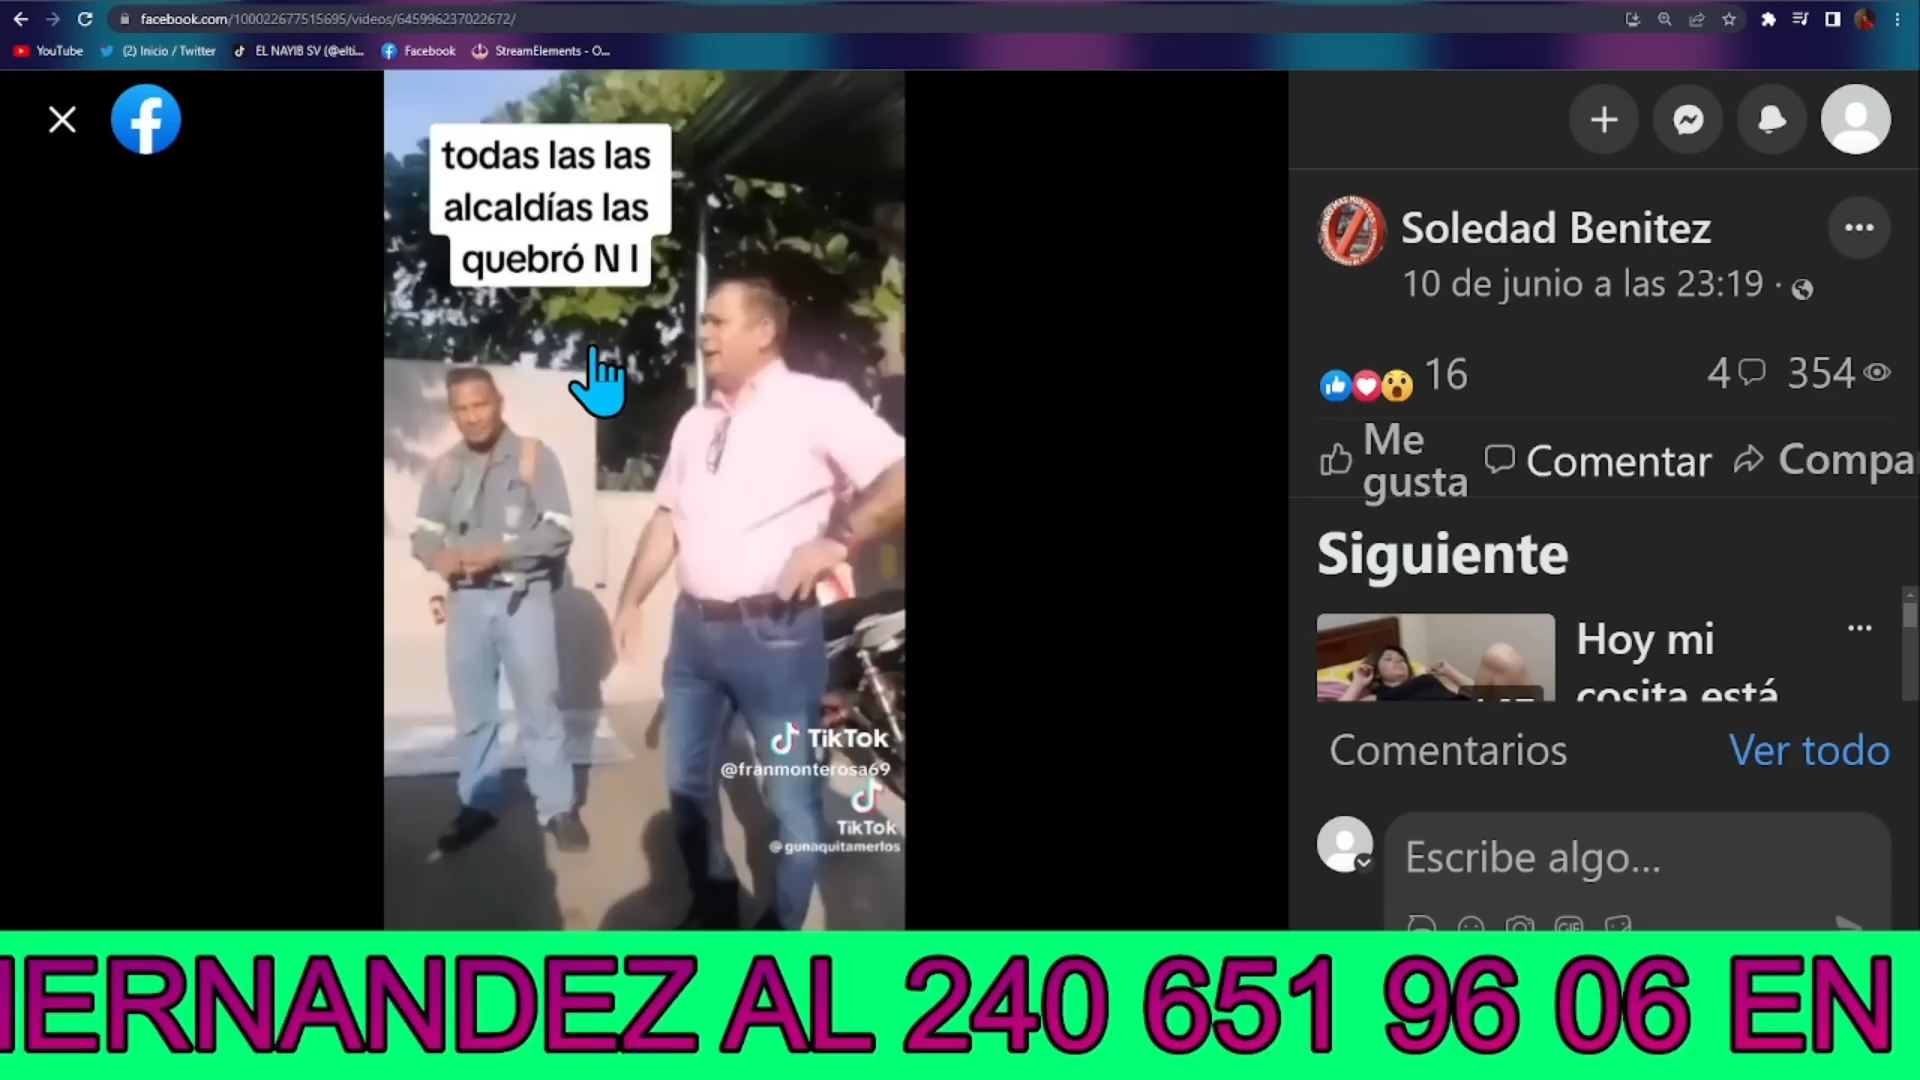 facebook.com/100022677515695/videos/645996237022672/
YouTube
(2) Inicio / Twitter
EL NAYIB SV (@elti...
Facebook
StreamElements - O...
todas las las
alcaldías las
quebró N I
TikTok
@franmonterosa69
TikTok
@gunaquitamerlos
Soledad Benitez
10 de junio a las 23:19
16
4
354
Me gusta
Comentar
Compa
Siguiente
Hoy mi
cosita está
Comentarios
Ver todo
Escribe algo...
GIF
HERNANDEZ AL 240 651 96 06 EN